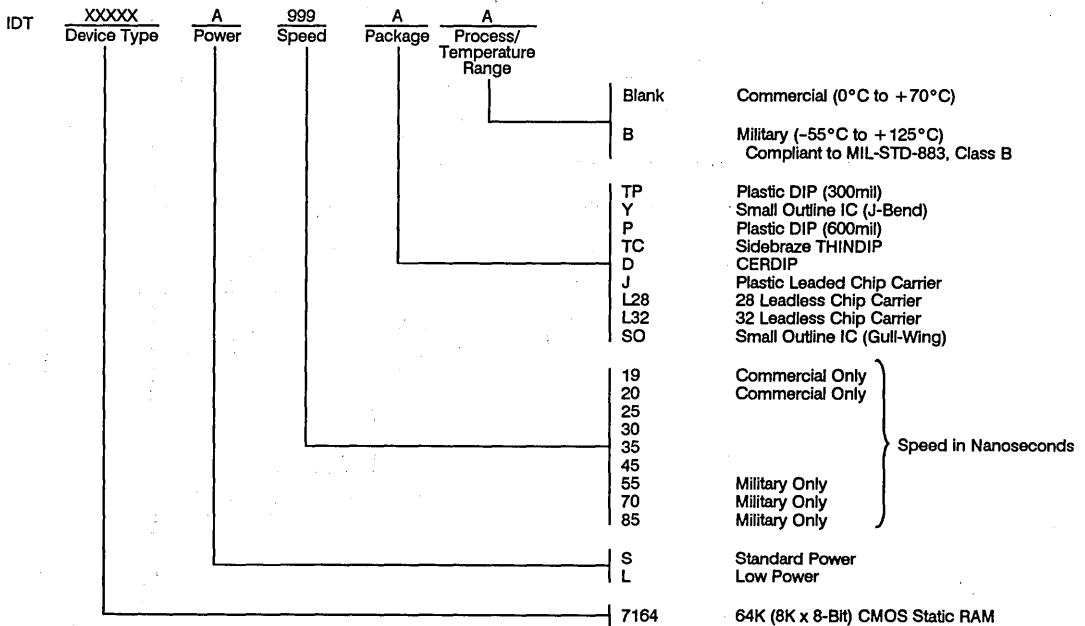 IDT XXXXX A 999 A A
Device Type Power Speed Package Process/
Temperature
Range
Blank Commercial (0°C to +70°C)
B Military (–55°C to +125°C)
Compliant to MIL-STD-883, Class B
TP Plastic DIP (300mil)
Y Small Outline IC (J-Bend)
P Plastic DIP (600mil)
TC Sidebraze THINDIP
D CERDIP
J Plastic Leaded Chip Carrier
L28 28 Leadless Chip Carrier
L32 32 Leadless Chip Carrier
SO Small Outline IC (Gull-Wing)
19 Commercial Only
20 Commercial Only
25
30
35 Speed in Nanoseconds
45
55 Military Only
70 Military Only
85 Military Only
S Standard Power
L Low Power
7164 64K (8K x 8-Bit) CMOS Static RAM